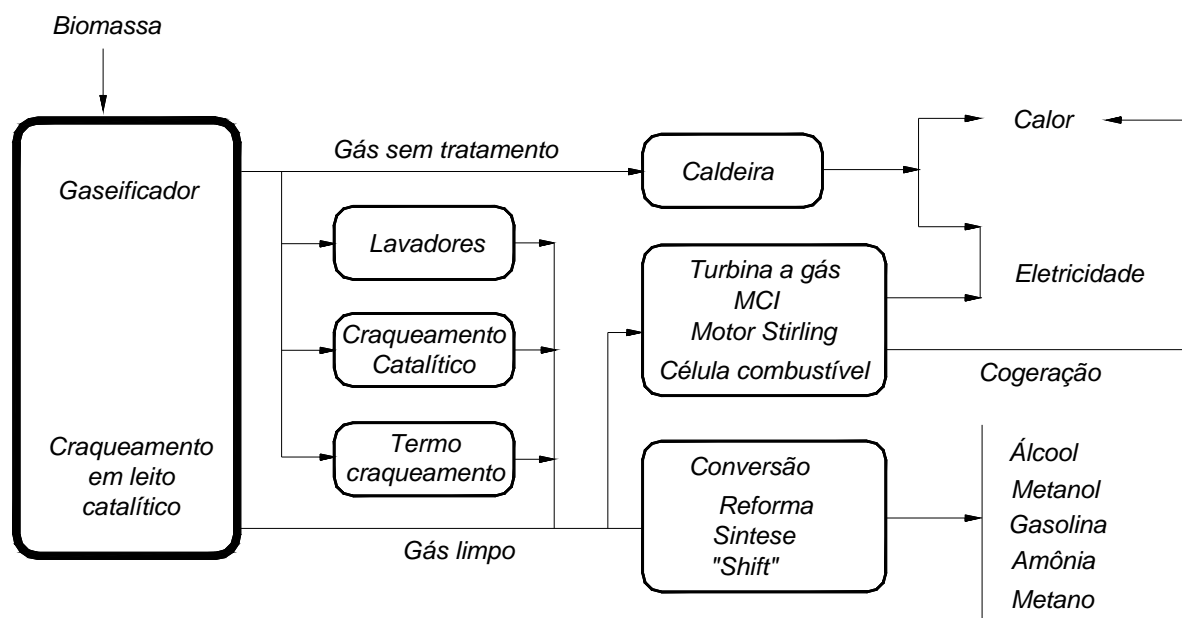 Biomassa
Gaseificador
Craqueamento
em leito
catalítico
Gás sem tratamento
Lavadores
Craqueamento
Catalítico
Termo
craqueamento
Gás limpo
Caldeira
Turbina a gás
MCI
Motor Stirling
Célula combustível
Conversão
Reforma
Sintese
"Shift"
Calor
Eletricidade
Cogeração
Álcool
Metanol
Gasolina
Amônia
Metano